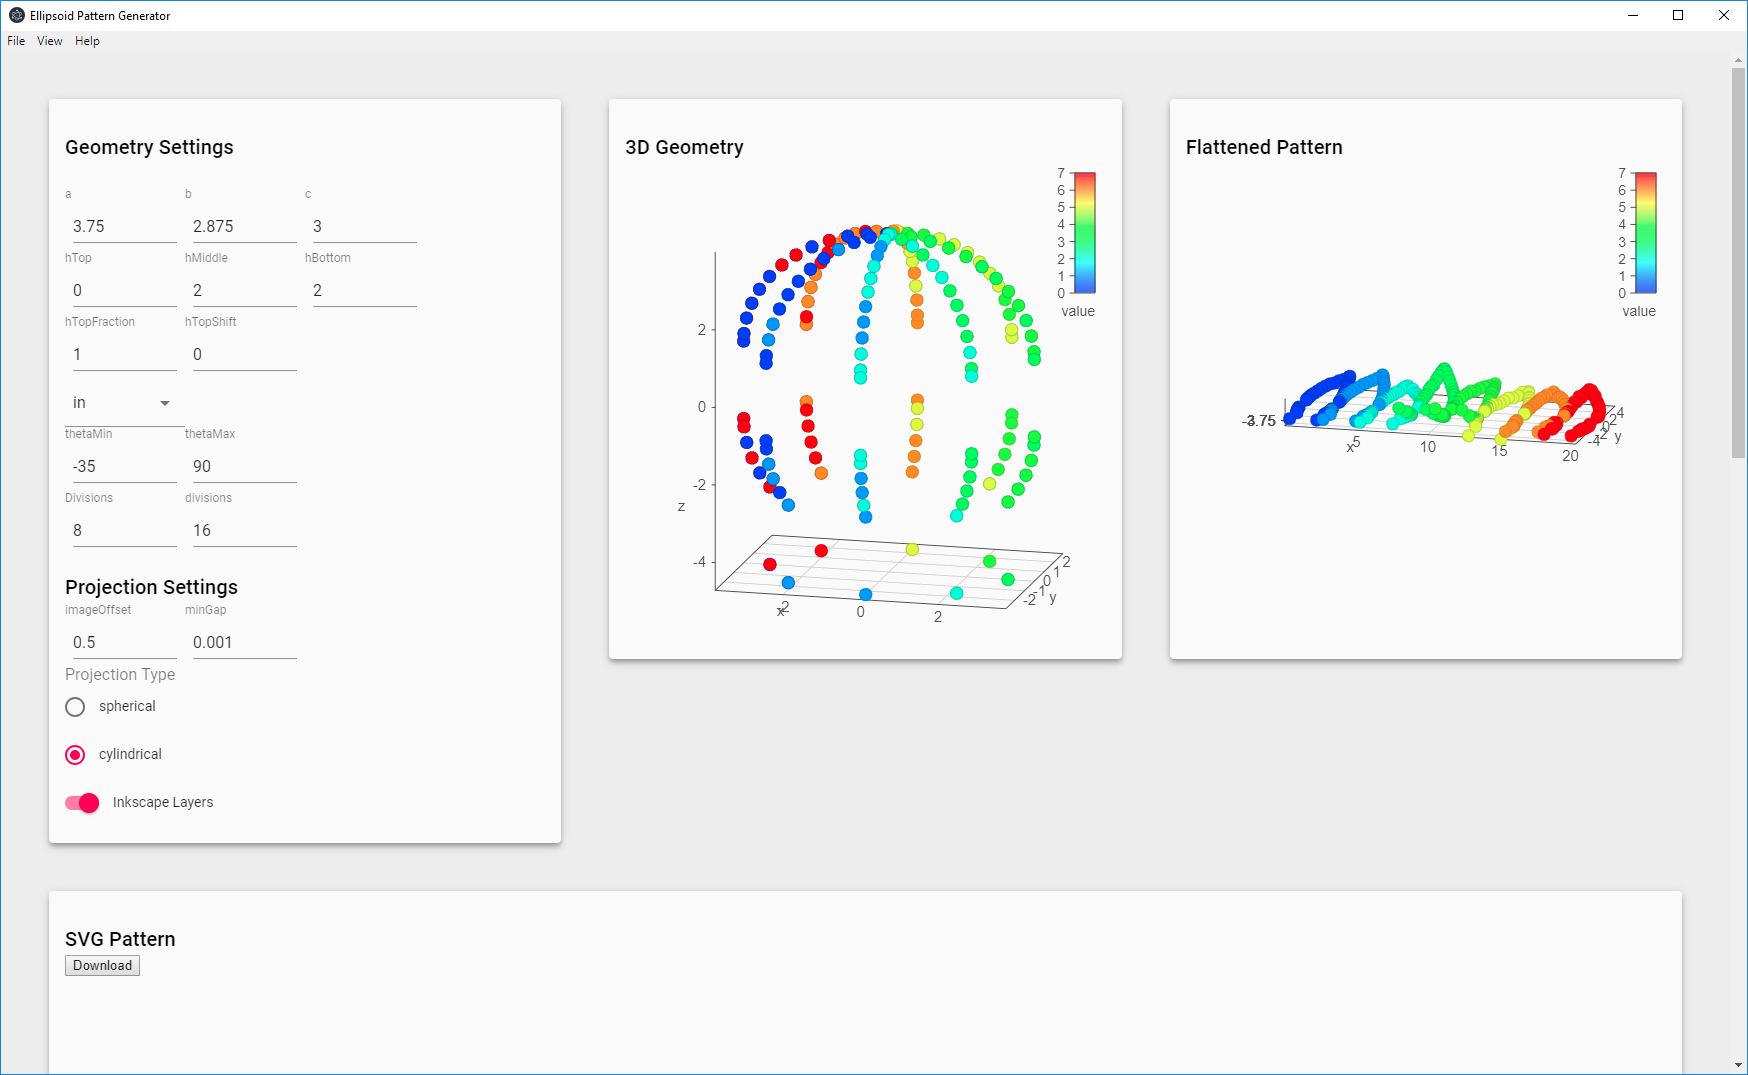 Ellipsoid Pattern Generator
File View Help
Geometry Settings
a b c
3.75 2.875 3
hTop hMiddle hBottom
0 2 2
hTopFraction hTopShift
1 0
in
thetaMin thetaMax
-35 90
Divisions divisions
8 16
Projection Settings
imageOffset minGap
0.5 0.001
Projection Type
spherical
cylindrical
Inkscape Layers
3D Geometry
7
6
5
4
3
2
1
0
value
2
0
-2
z
-4
2
1
0
-1
-2 y
x -2 0 2
Flattened Pattern
7
6
5
4
3
2
1
0
value
-3.75
4
2
0
-2
-4 y
x 5 10 15 20
SVG Pattern
Download